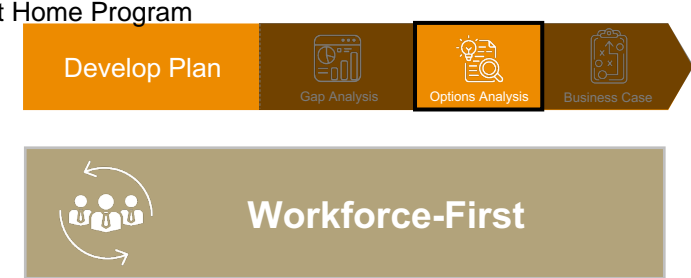 t Home Program
Develop Plan
Gap Analysis
Options Analysis
Business Case
Workforce-First